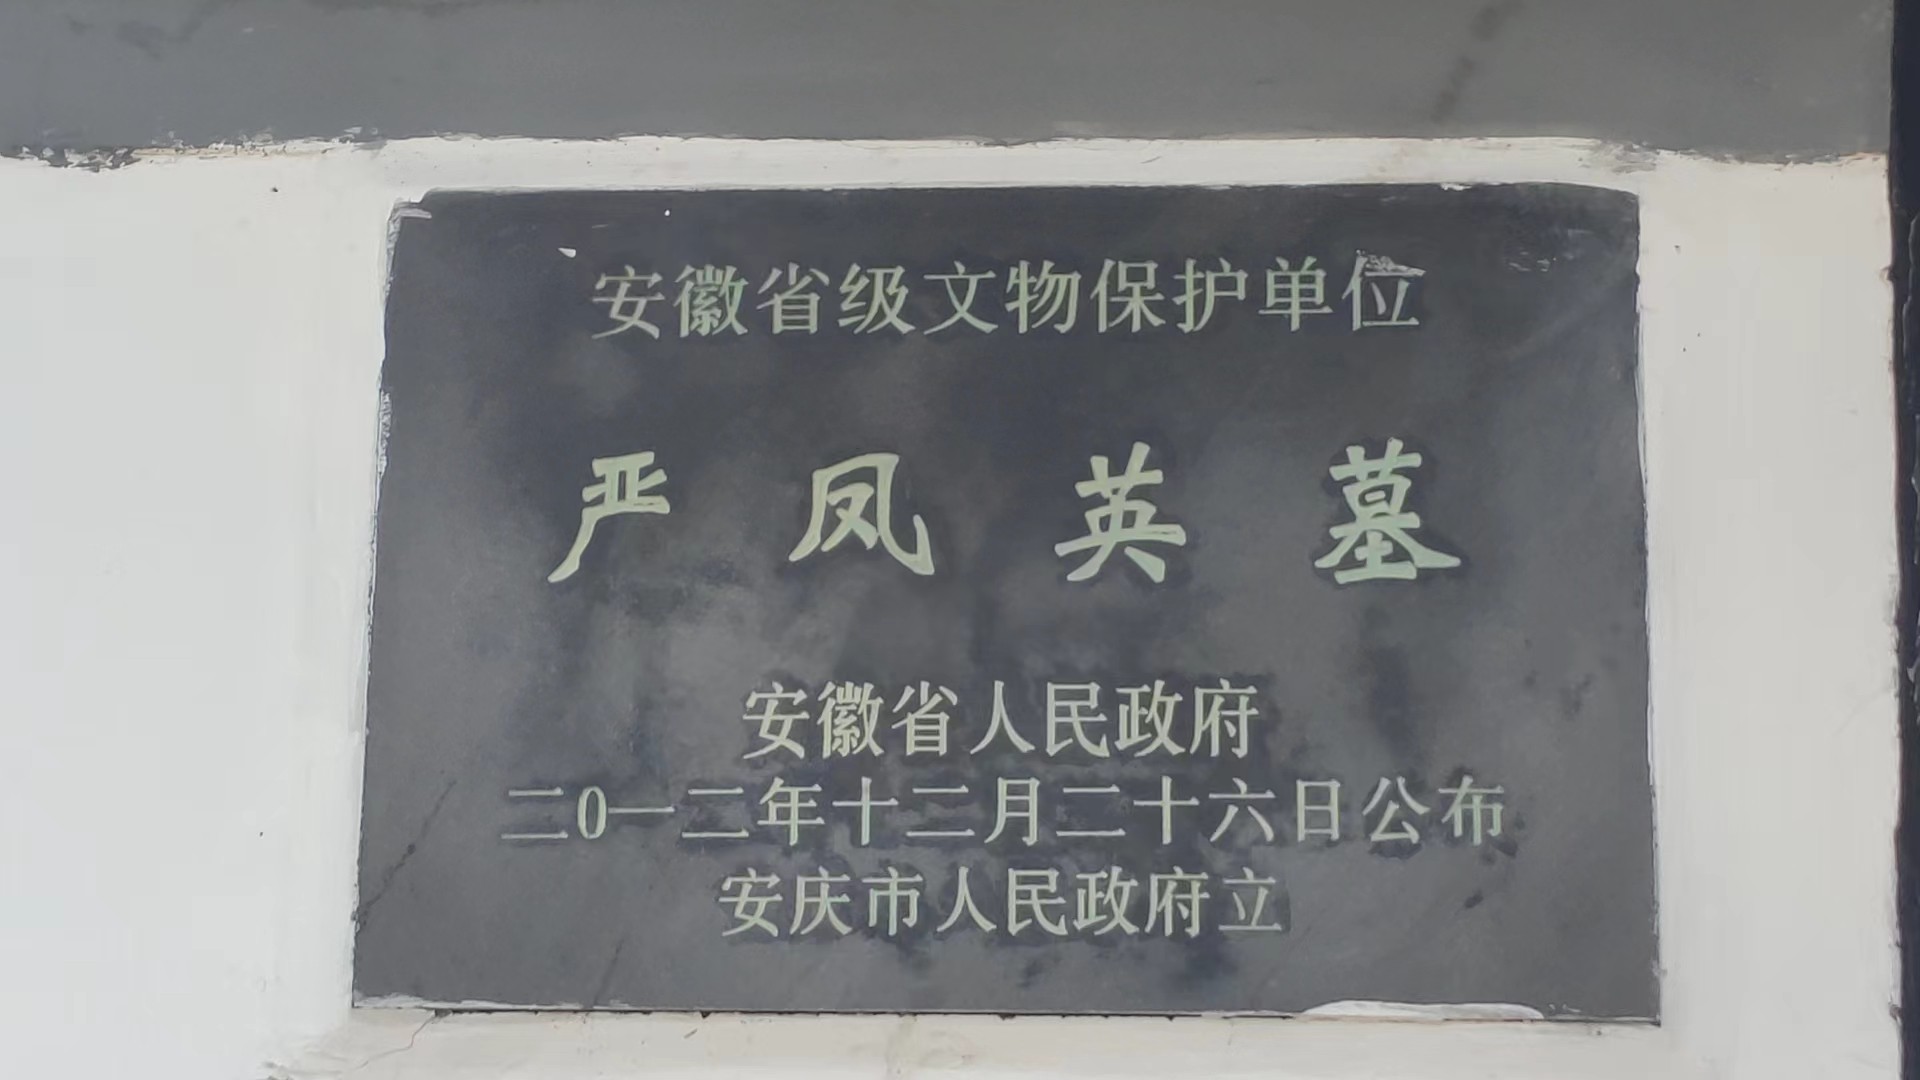 安徽省级文物保护单位
严凤英墓
安徽省人民政府
二0一二年十二月二十六日公布
安庆市人民政府立